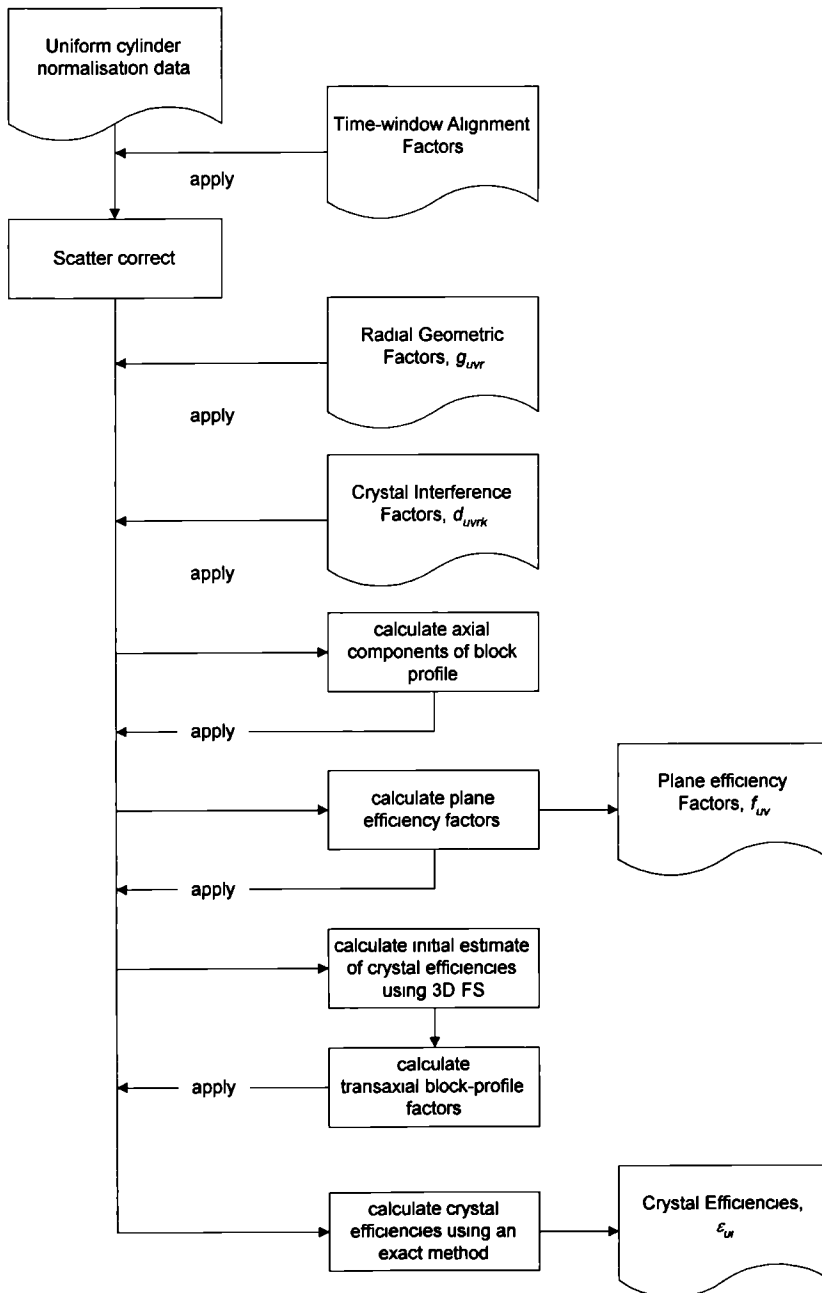 Uniform cylinder
normalisation data
Time-window Alignment
Factors
apply
Scatter correct
Radial Geometric
Factors, g_uvr
apply
Crystal Interference
Factors, d_uvrk
apply
calculate axial
components of block
profile
apply
calculate plane
efficiency factors
Plane efficiency
Factors, f_uv
apply
calculate initial estimate
of crystal efficiencies
using 3D FS
calculate
transaxial block-profile
factors
apply
calculate crystal
efficiencies using an
exact method
Crystal Efficiencies,
ε_ui